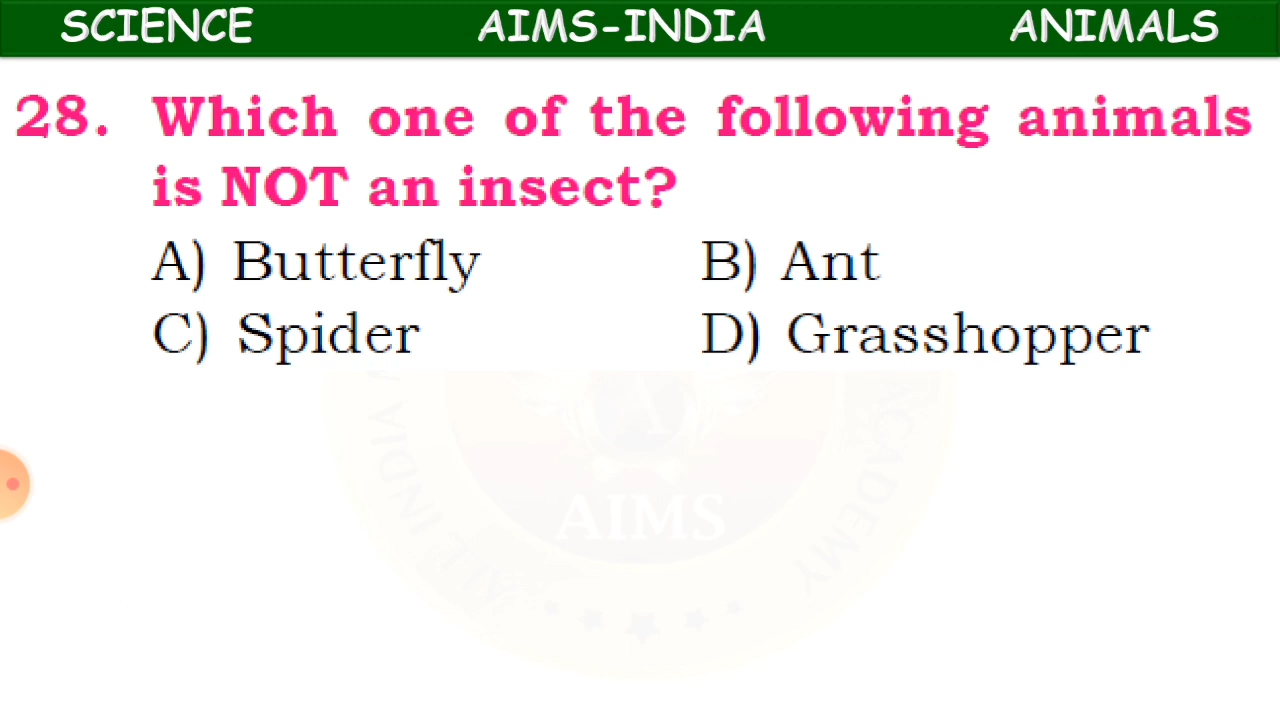 SCIENCE AIMS-INDIA ANIMALS
28. Which one of the following animals
is NOT an insect?
A) Butterfly B) Ant
C) Spider D) Grasshopper
AIMS